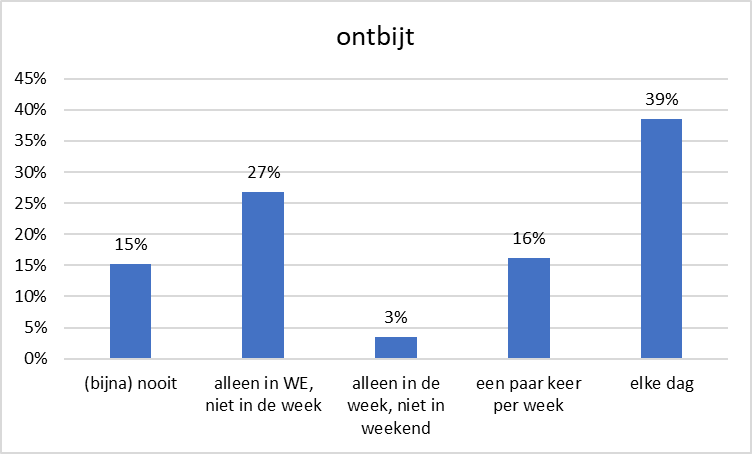 ontbijt
45%
40%
35%
30%
25%
20%
15%
10%
5%
0%
15%
27%
3%
16%
39%
(bijna) nooit
alleen in WE,
niet in de week
alleen in de
week, niet in
weekend
een paar keer
per week
elke dag